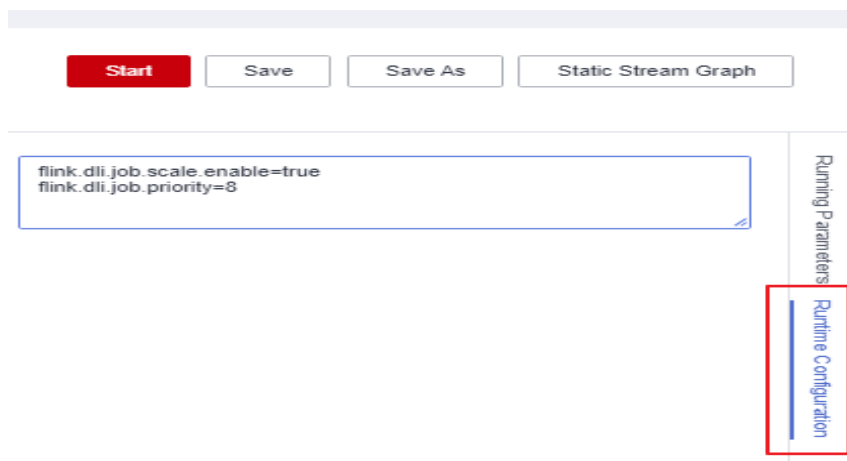 Start
Save
Save As
Static Stream Graph
flink.dli.job.scale.enable=true
flink.dli.job.priority=8
Running Parameters
Runtime Configuration